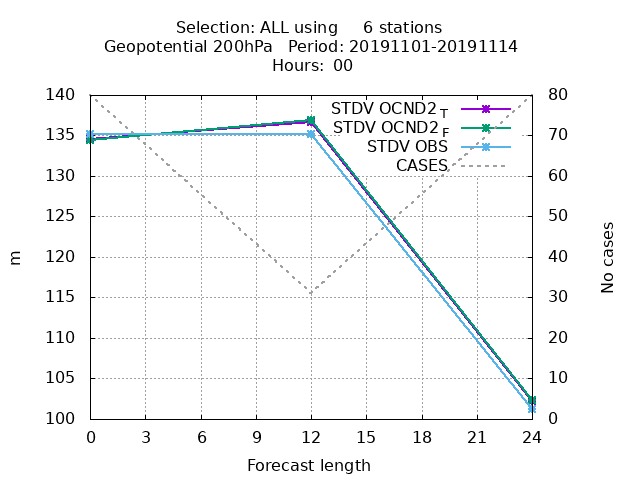 Selection: ALL using     6 stations
Geopotential 200hPa   Period: 20191101-20191114
Hours:  00
140
135
130
125
120
115
110
105
100
80
70
60
50
40
30
20
10
0
STDV OCND2 T
STDV OCND2 F
STDV OBS
CASES
m
No cases
0 3 6 9 12 15 18 21 24
Forecast length